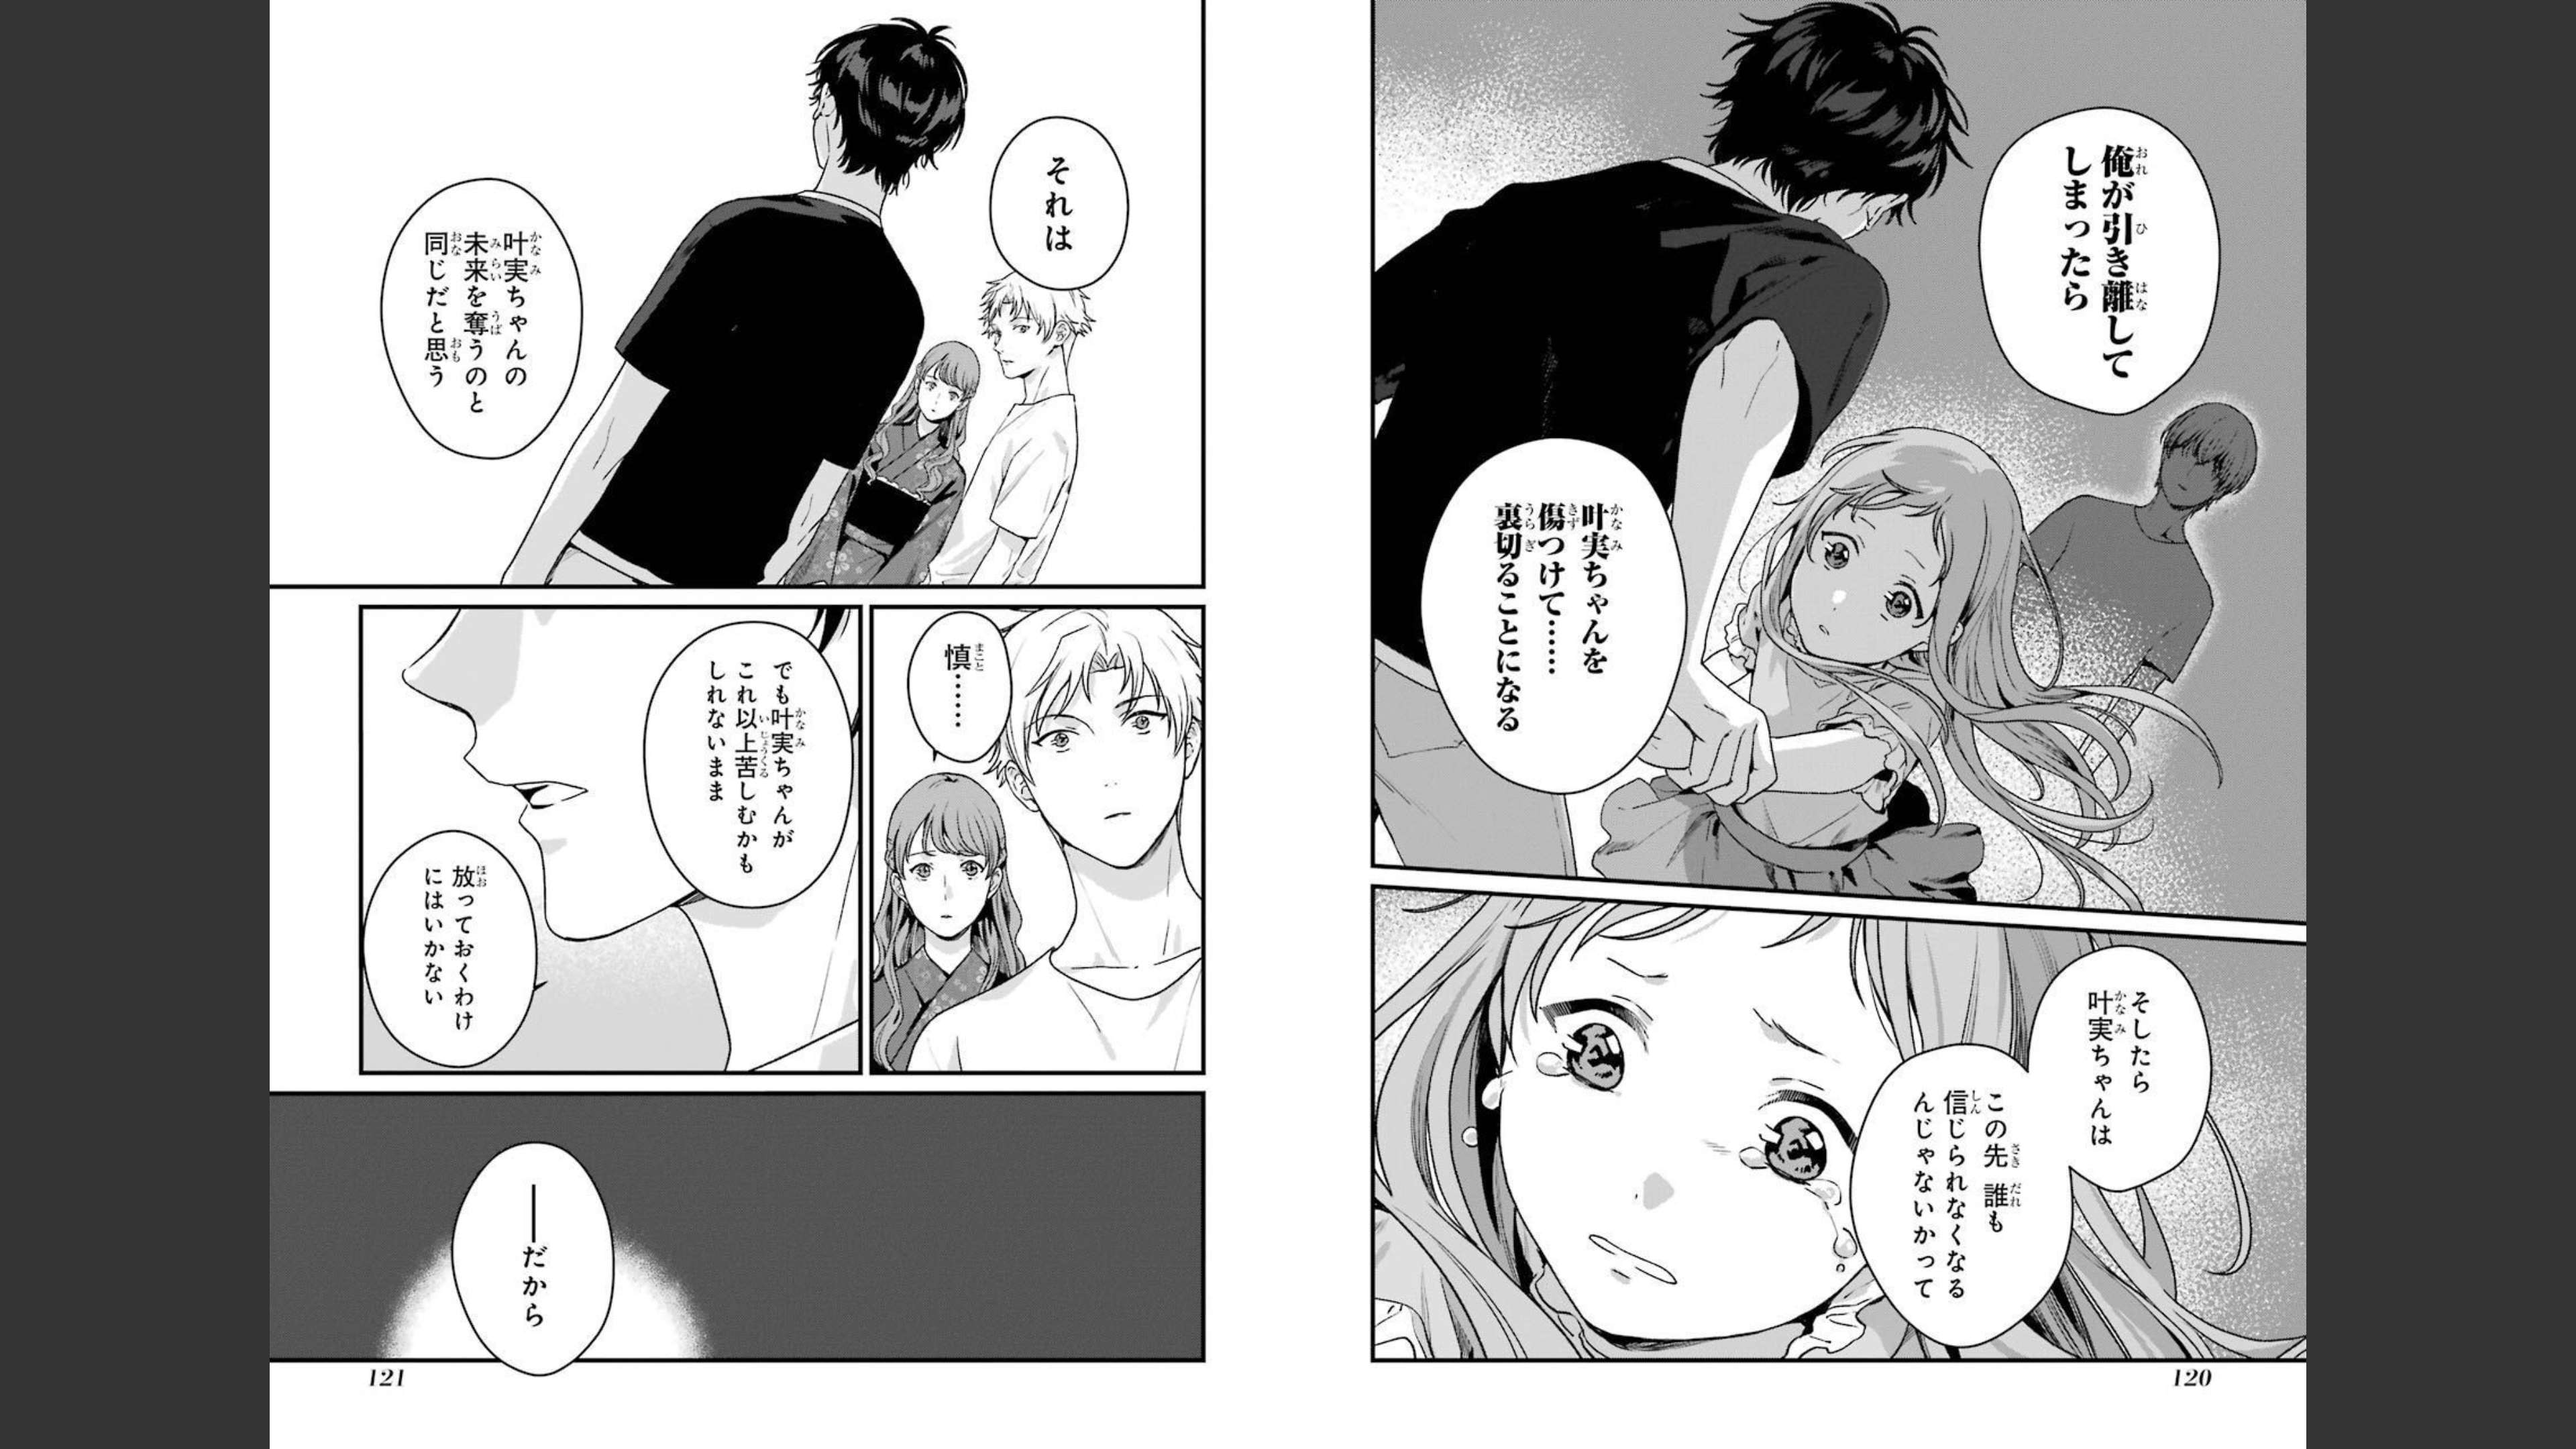 俺が引き離して
しまったら
叶実ちゃんを
傷つけて……
裏切ることになる
そしたら
叶実ちゃんは
この先 誰も
信じられなくなる
んじゃないかって
120
それは
叶実ちゃんの
未来を奪うのと
同じだと思う
慎……
でも叶実ちゃんが
これ以上苦しむかも
しれないまま
放っておくわけ
にはいかない
―だから
121